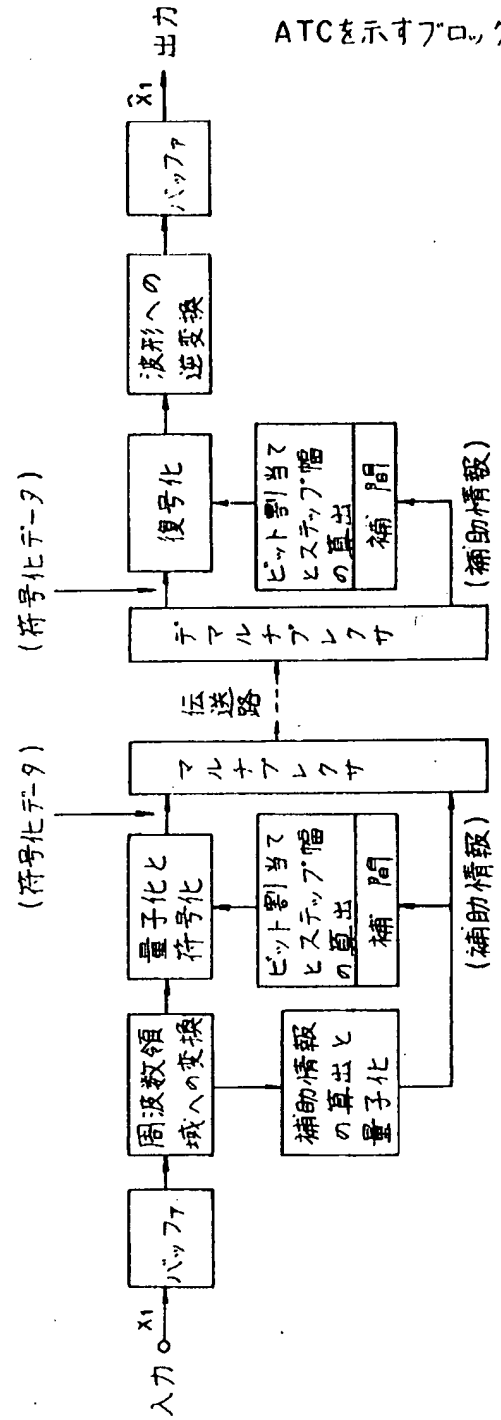 ATCを示すブロック
入力
x1
バッファ
周波数領
域への変換
補助情報
の算出と
量子化
量子化と
符号化
(符号化データ)
ビット割当て
とステップ幅
の算出
補間
(補助情報)
マルチプレクサ
伝送路
デマルチプレクサ
(符号化データ)
復号化
ビット割当て
とステップ幅
の算出
補間
(補助情報)
波形への
逆変換
バッファ
x̂1
出力